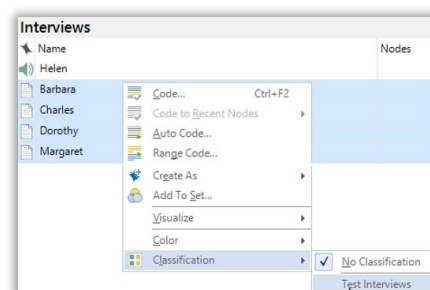 Interviews
Name Nodes
Helen
Barbara
Charles
Dorothy
Margaret
Code... Ctrl+F2
Code to Recent Nodes
Auto Code...
Range Code...
Create As
Add To Set...
Visualize
Color
Classification
No Classification
Test Interviews